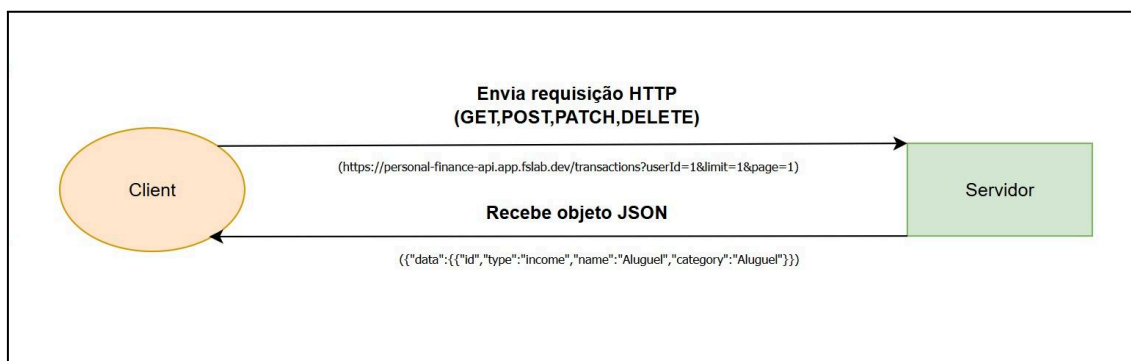 Envia requisição HTTP
(GET,POST,PATCH,DELETE)
(https://personal-finance-api.app.fslab.dev/transactions?userId=1&limit=1&page=1)
Client
Servidor
Recebe objeto JSON
({"data":{{"id","type":"income","name":"Aluguel","category":"Aluguel"}})